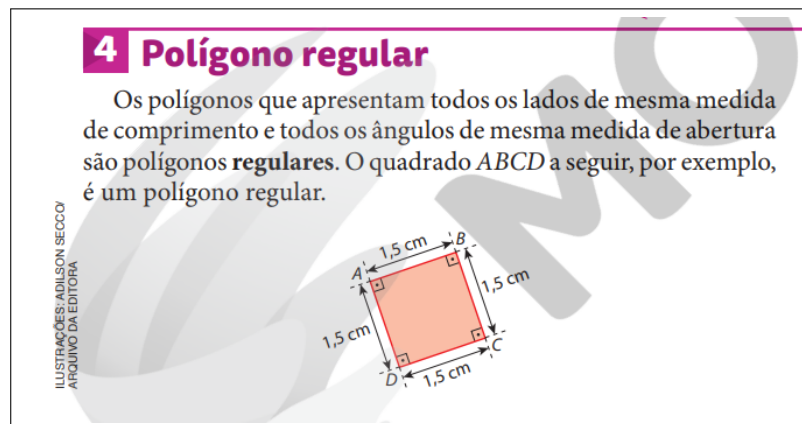 4 Polígono regular
Os polígonos que apresentam todos os lados de mesma medida
de comprimento e todos os ângulos de mesma medida de abertura
são polígonos regulares. O quadrado ABCD a seguir, por exemplo,
é um polígono regular.
ILUSTRAÇÕES: ADILSON SECCO/
ARQUIVO DA EDITORA
1,5 cm
B
A
1,5 cm
1,5 cm
C
D
1,5 cm
MO